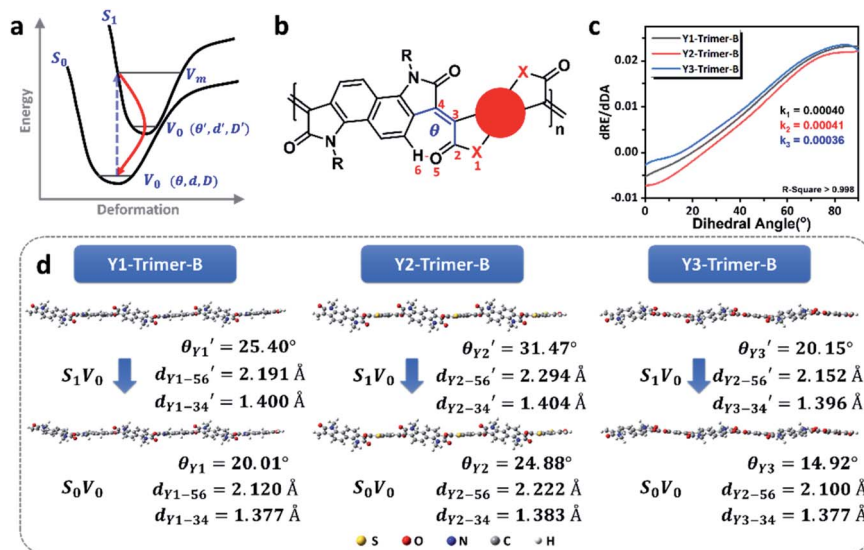 a
S₁
S₀
Vₘ
V₀ (θ′, d′, D′)
V₀ (θ, d, D)
Energy
Deformation
b
R
N
O
X
O
4
3
θ
n
O
N
R
H
O
2
X
6
5
1
c
Y1-Trimer-B
Y2-Trimer-B
Y3-Trimer-B
k₁ = 0.00040
k₂ = 0.00041
k₃ = 0.00036
R-Square > 0.998
dRE/dDA
0.02
0.01
0.00
-0.01
0 20 40 60 80
Dihedral Angle(°)
d
Y1-Trimer-B
S₁V₀
θY1′ = 25.40°
dY1−56′ = 2.191 Å
dY1−34′ = 1.400 Å
S₀V₀
θY1 = 20.01°
dY1−56 = 2.120 Å
dY1−34 = 1.377 Å
Y2-Trimer-B
S₁V₀
θY2′ = 31.47°
dY2−56′ = 2.294 Å
dY2−34′ = 1.404 Å
S₀V₀
θY2 = 24.88°
dY2−56 = 2.222 Å
dY2−34 = 1.383 Å
Y3-Trimer-B
S₁V₀
θY3′ = 20.15°
dY2−56′ = 2.152 Å
dY3−34′ = 1.396 Å
S₀V₀
θY3 = 14.92°
dY2−56 = 2.100 Å
dY3−34 = 1.377 Å
S O N C H